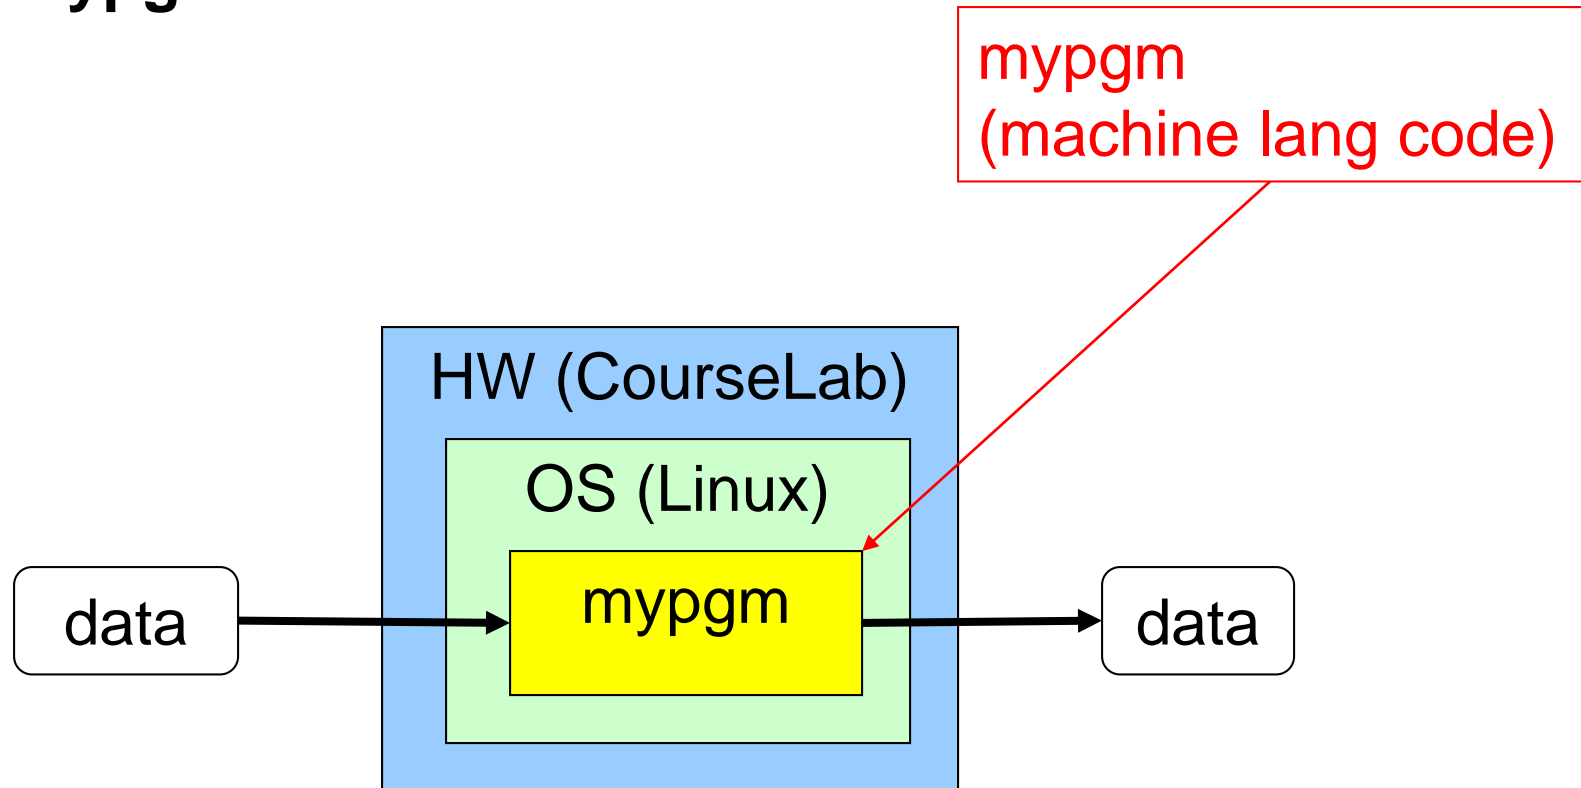 mypgm
(machine lang code)
HW (CourseLab)
OS (Linux)
mypgm
data
data